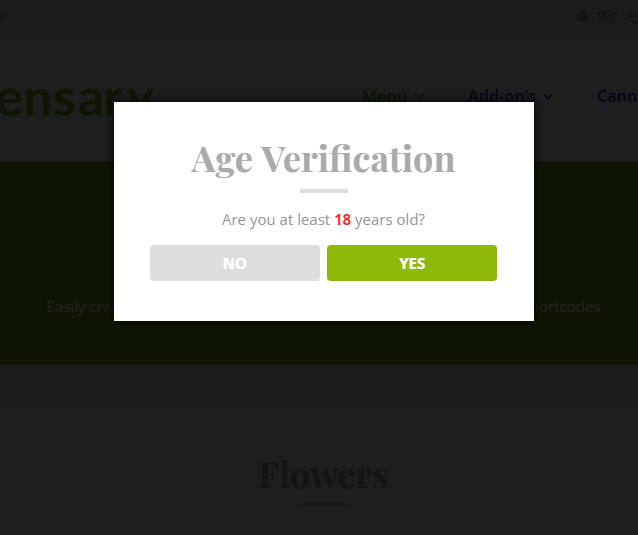 ensary
Menu Add-on's Cann
Age Verification
Are you at least 18 years old?
NO YES
Easily cre ortcodes
Flowers